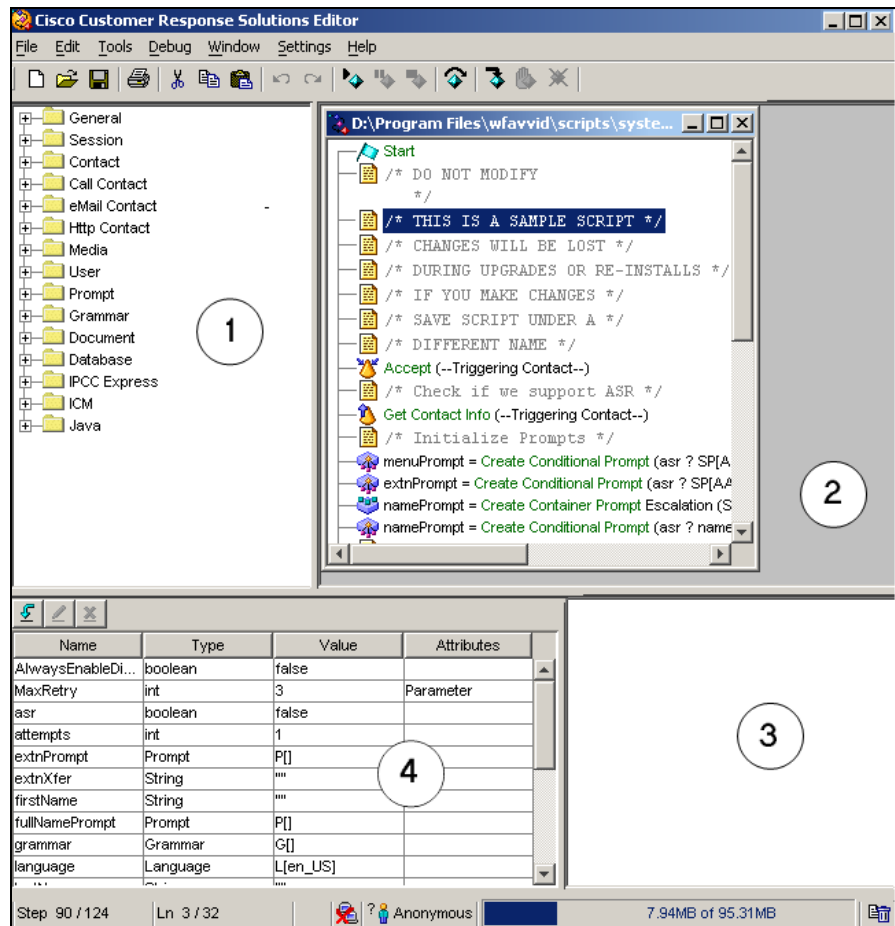 Cisco Customer Response Solutions Editor
File Edit Tools Debug Window Settings Help
General
Session
Contact
Call Contact
eMail Contact -
Http Contact
Media
User
Prompt
Grammar
Document
Database
IPCC Express
ICM
Java
1
D:\Program Files\wfavvid\scripts\syste...
Start
/* DO NOT MODIFY
*/
/* THIS IS A SAMPLE SCRIPT */
/* CHANGES WILL BE LOST */
/* DURING UPGRADES OR RE-INSTALLS */
/* IF YOU MAKE CHANGES */
/* SAVE SCRIPT UNDER A */
/* DIFFERENT NAME */
Accept (--Triggering Contact--)
/* Check if we support ASR */
Get Contact Info (--Triggering Contact--)
/* Initialize Prompts */
menuPrompt = Create Conditional Prompt (asr ? SP[A
extnPrompt = Create Conditional Prompt (asr ? SP[AA
namePrompt = Create Container Prompt Escalation (S
namePrompt = Create Conditional Prompt (asr ? name
2
Name Type Value Attributes
AlwaysEnableDi... boolean false
MaxRetry int 3 Parameter
asr boolean false
attempts int 1
extnPrompt Prompt P[]
extnXfer String ""
firstName String ""
fullNamePrompt Prompt P[]
grammar Grammar G[]
language Language L[en_US]
4
3
Step 90 / 124 Ln 3 / 32 ? Anonymous 7.94MB of 95.31MB